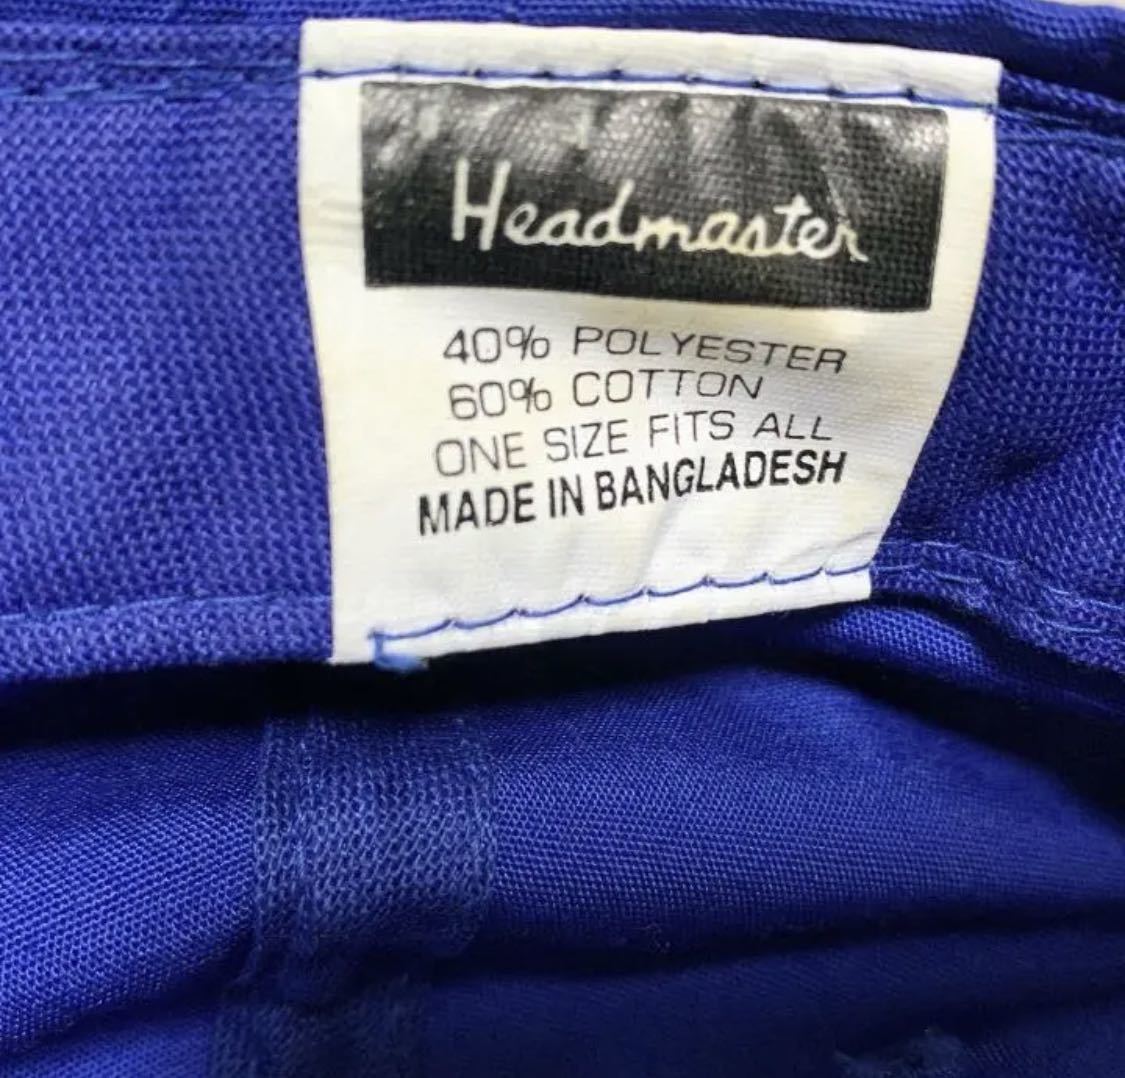 Headmaster
40% POLYESTER
60% COTTON
ONE SIZE FITS ALL
MADE IN BANGLADESH